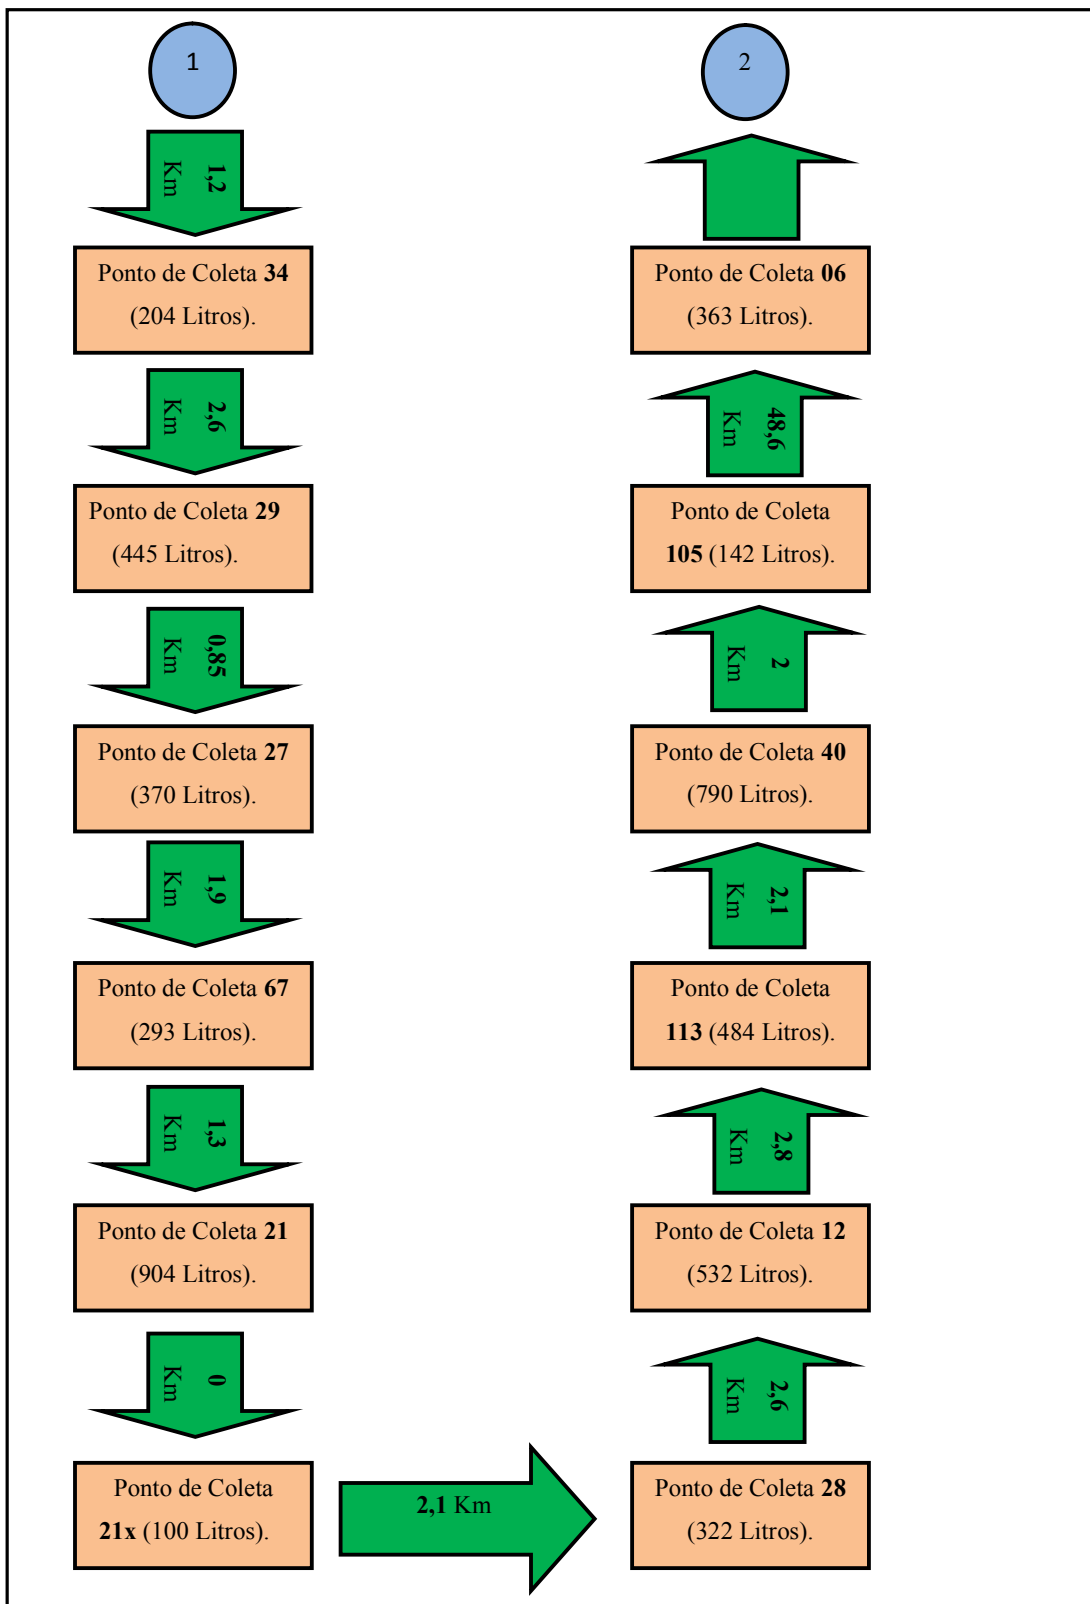 1
1,2
Km
Ponto de Coleta 34
(204 Litros).
2,6
Km
Ponto de Coleta 29
(445 Litros).
0,85
Km
Ponto de Coleta 27
(370 Litros).
1,9
Km
Ponto de Coleta 67
(293 Litros).
1,3
Km
Ponto de Coleta 21
(904 Litros).
0
Km
Ponto de Coleta
21x (100 Litros).
2,1 Km
Ponto de Coleta 28
(322 Litros).
2,6
Km
Ponto de Coleta 12
(532 Litros).
2,8
Km
Ponto de Coleta
113 (484 Litros).
2,1
Km
Ponto de Coleta 40
(790 Litros).
2
Km
Ponto de Coleta
105 (142 Litros).
48,6
Km
Ponto de Coleta 06
(363 Litros).
2